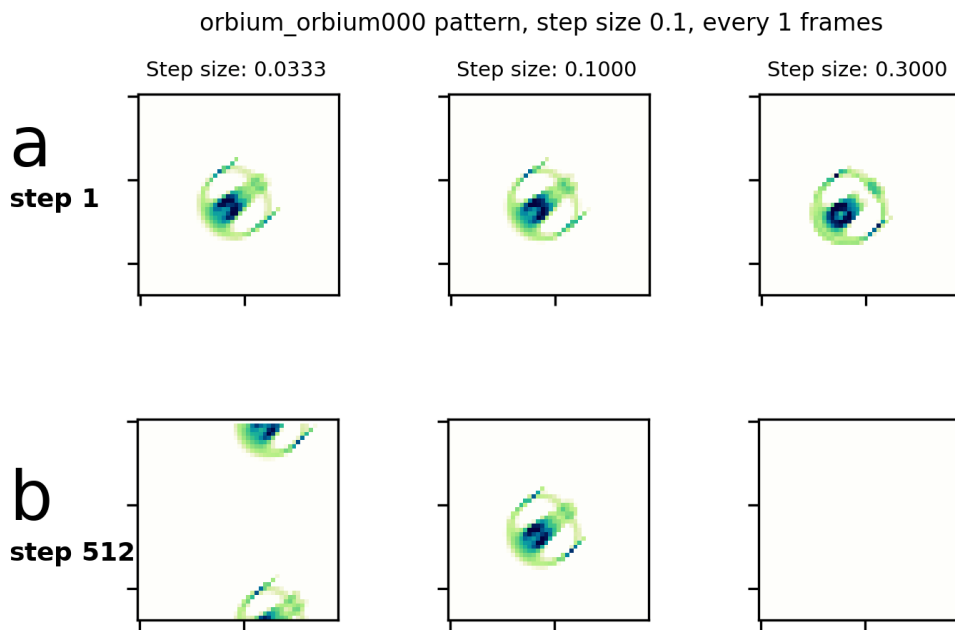 orbium_orbium000 pattern, step size 0.1, every 1 frames
Step size: 0.0333
Step size: 0.1000
Step size: 0.3000
a
step 1
b
step 512